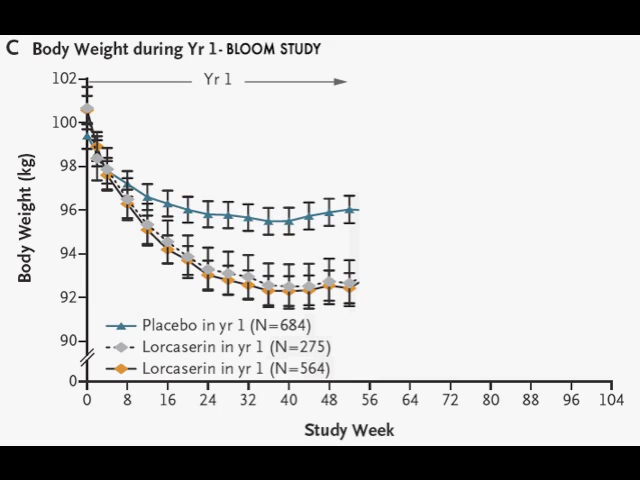 C Body Weight during Yr 1- BLOOM STUDY
Yr 1
Body Weight (kg)
102
100
98
96
94
92
90
0
Placebo in yr 1 (N=684)
Lorcaserin in yr 1 (N=275)
Lorcaserin in yr 1 (N=564)
0 8 16 24 32 40 48 56 64 72 80 88 96 104
Study Week